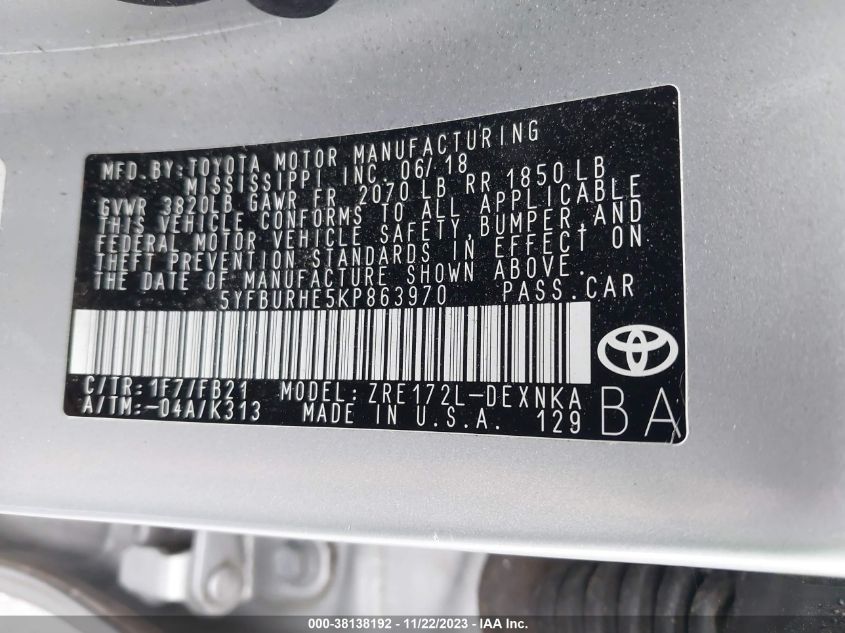 MFD.BY:TOYOTA MOTOR MANUFACTURING
MISSISSIPPI INC. 06/18
GVWR 3820LB GAWR FR 2070 LB RR 1850 LB
THIS VEHICLE CONFORMS TO ALL APPLICABLE
FEDERAL MOTOR VEHICLE SAFETY, BUMPER, AND
THEFT PREVENTION STANDARDS IN EFFECT ON
THE DATE OF MANUFACTURE SHOWN ABOVE.
5YFBURHE5KP863970 PASS.CAR
C/TR: 1F7/FB21 MODEL: ZRE172L-DEXNKA
A/TM:-04A/K313 MADE IN U.S.A. 129
BA
000-38138192 - 11/22/2023 - IAA Inc.